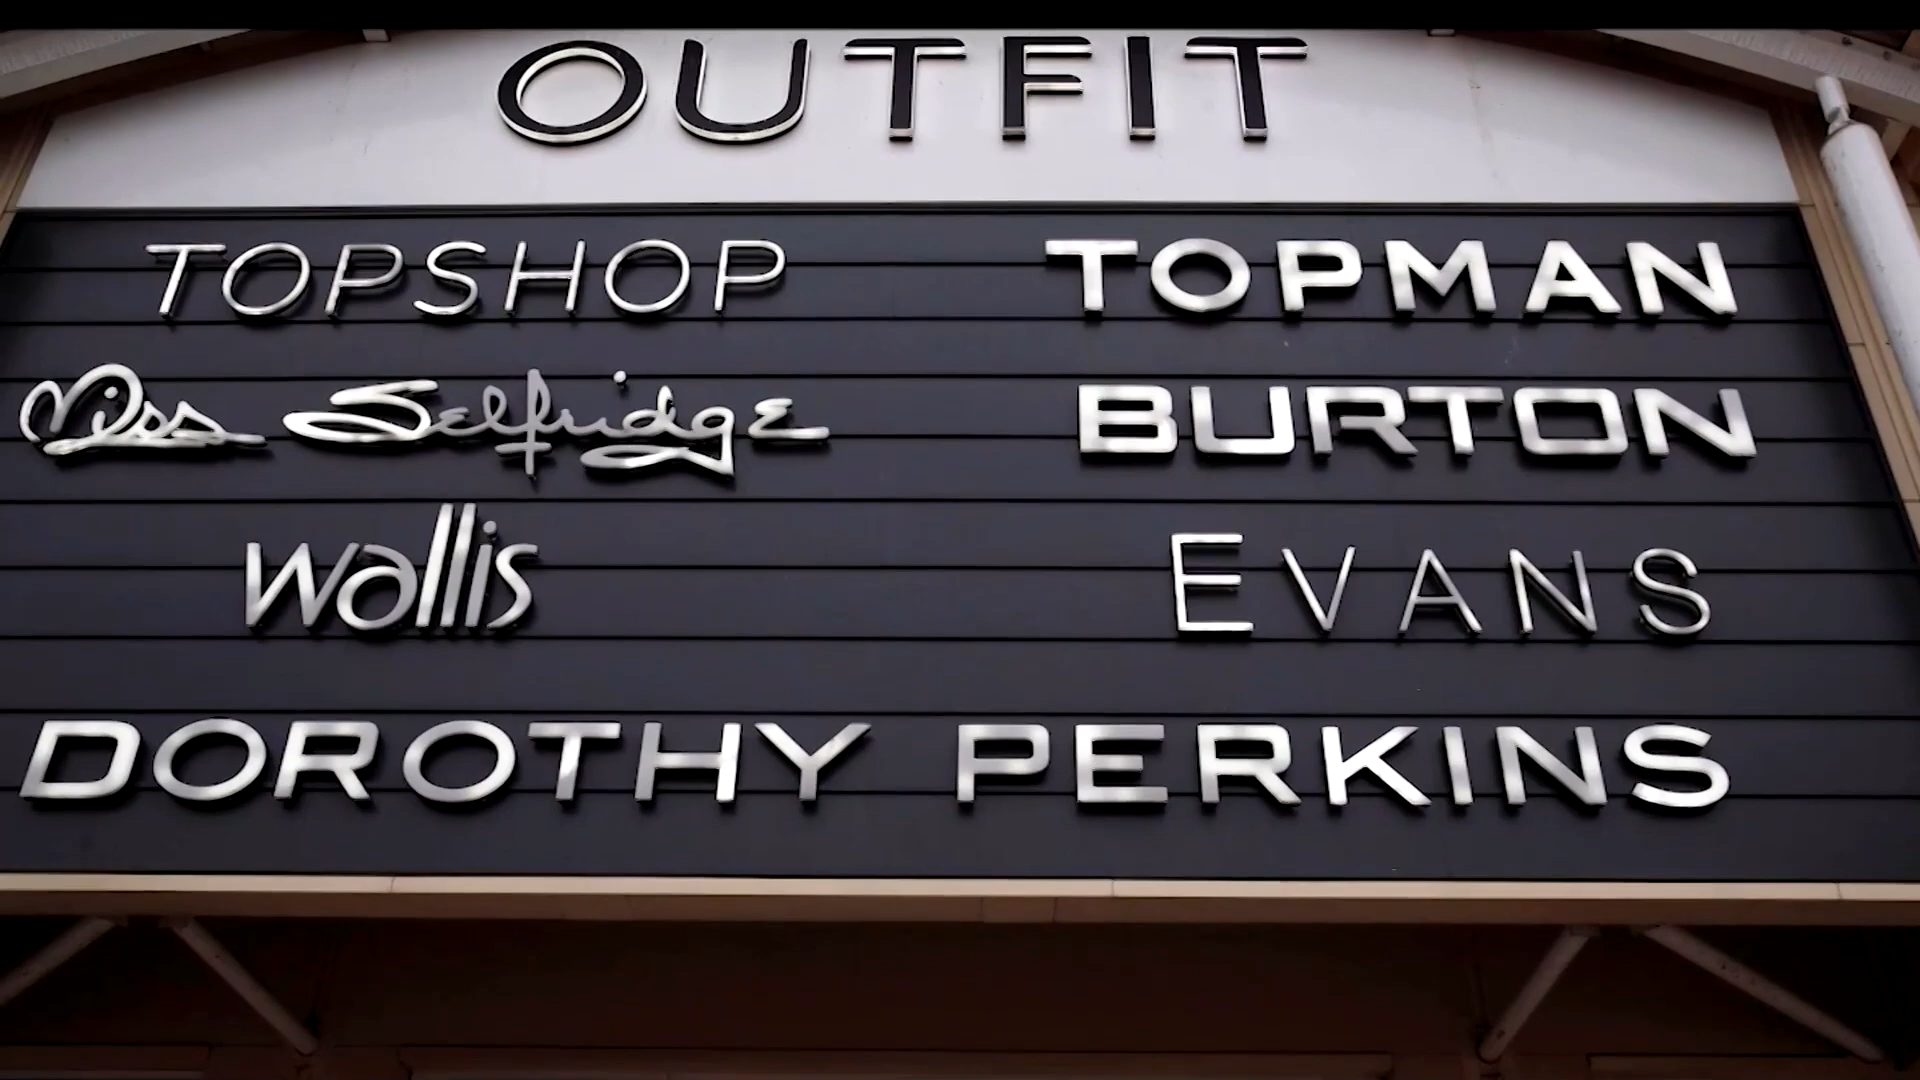 OUTFIT
TOPSHOP TOPMAN
Miss Selfridge BURTON
wallis EVANS
DOROTHY PERKINS